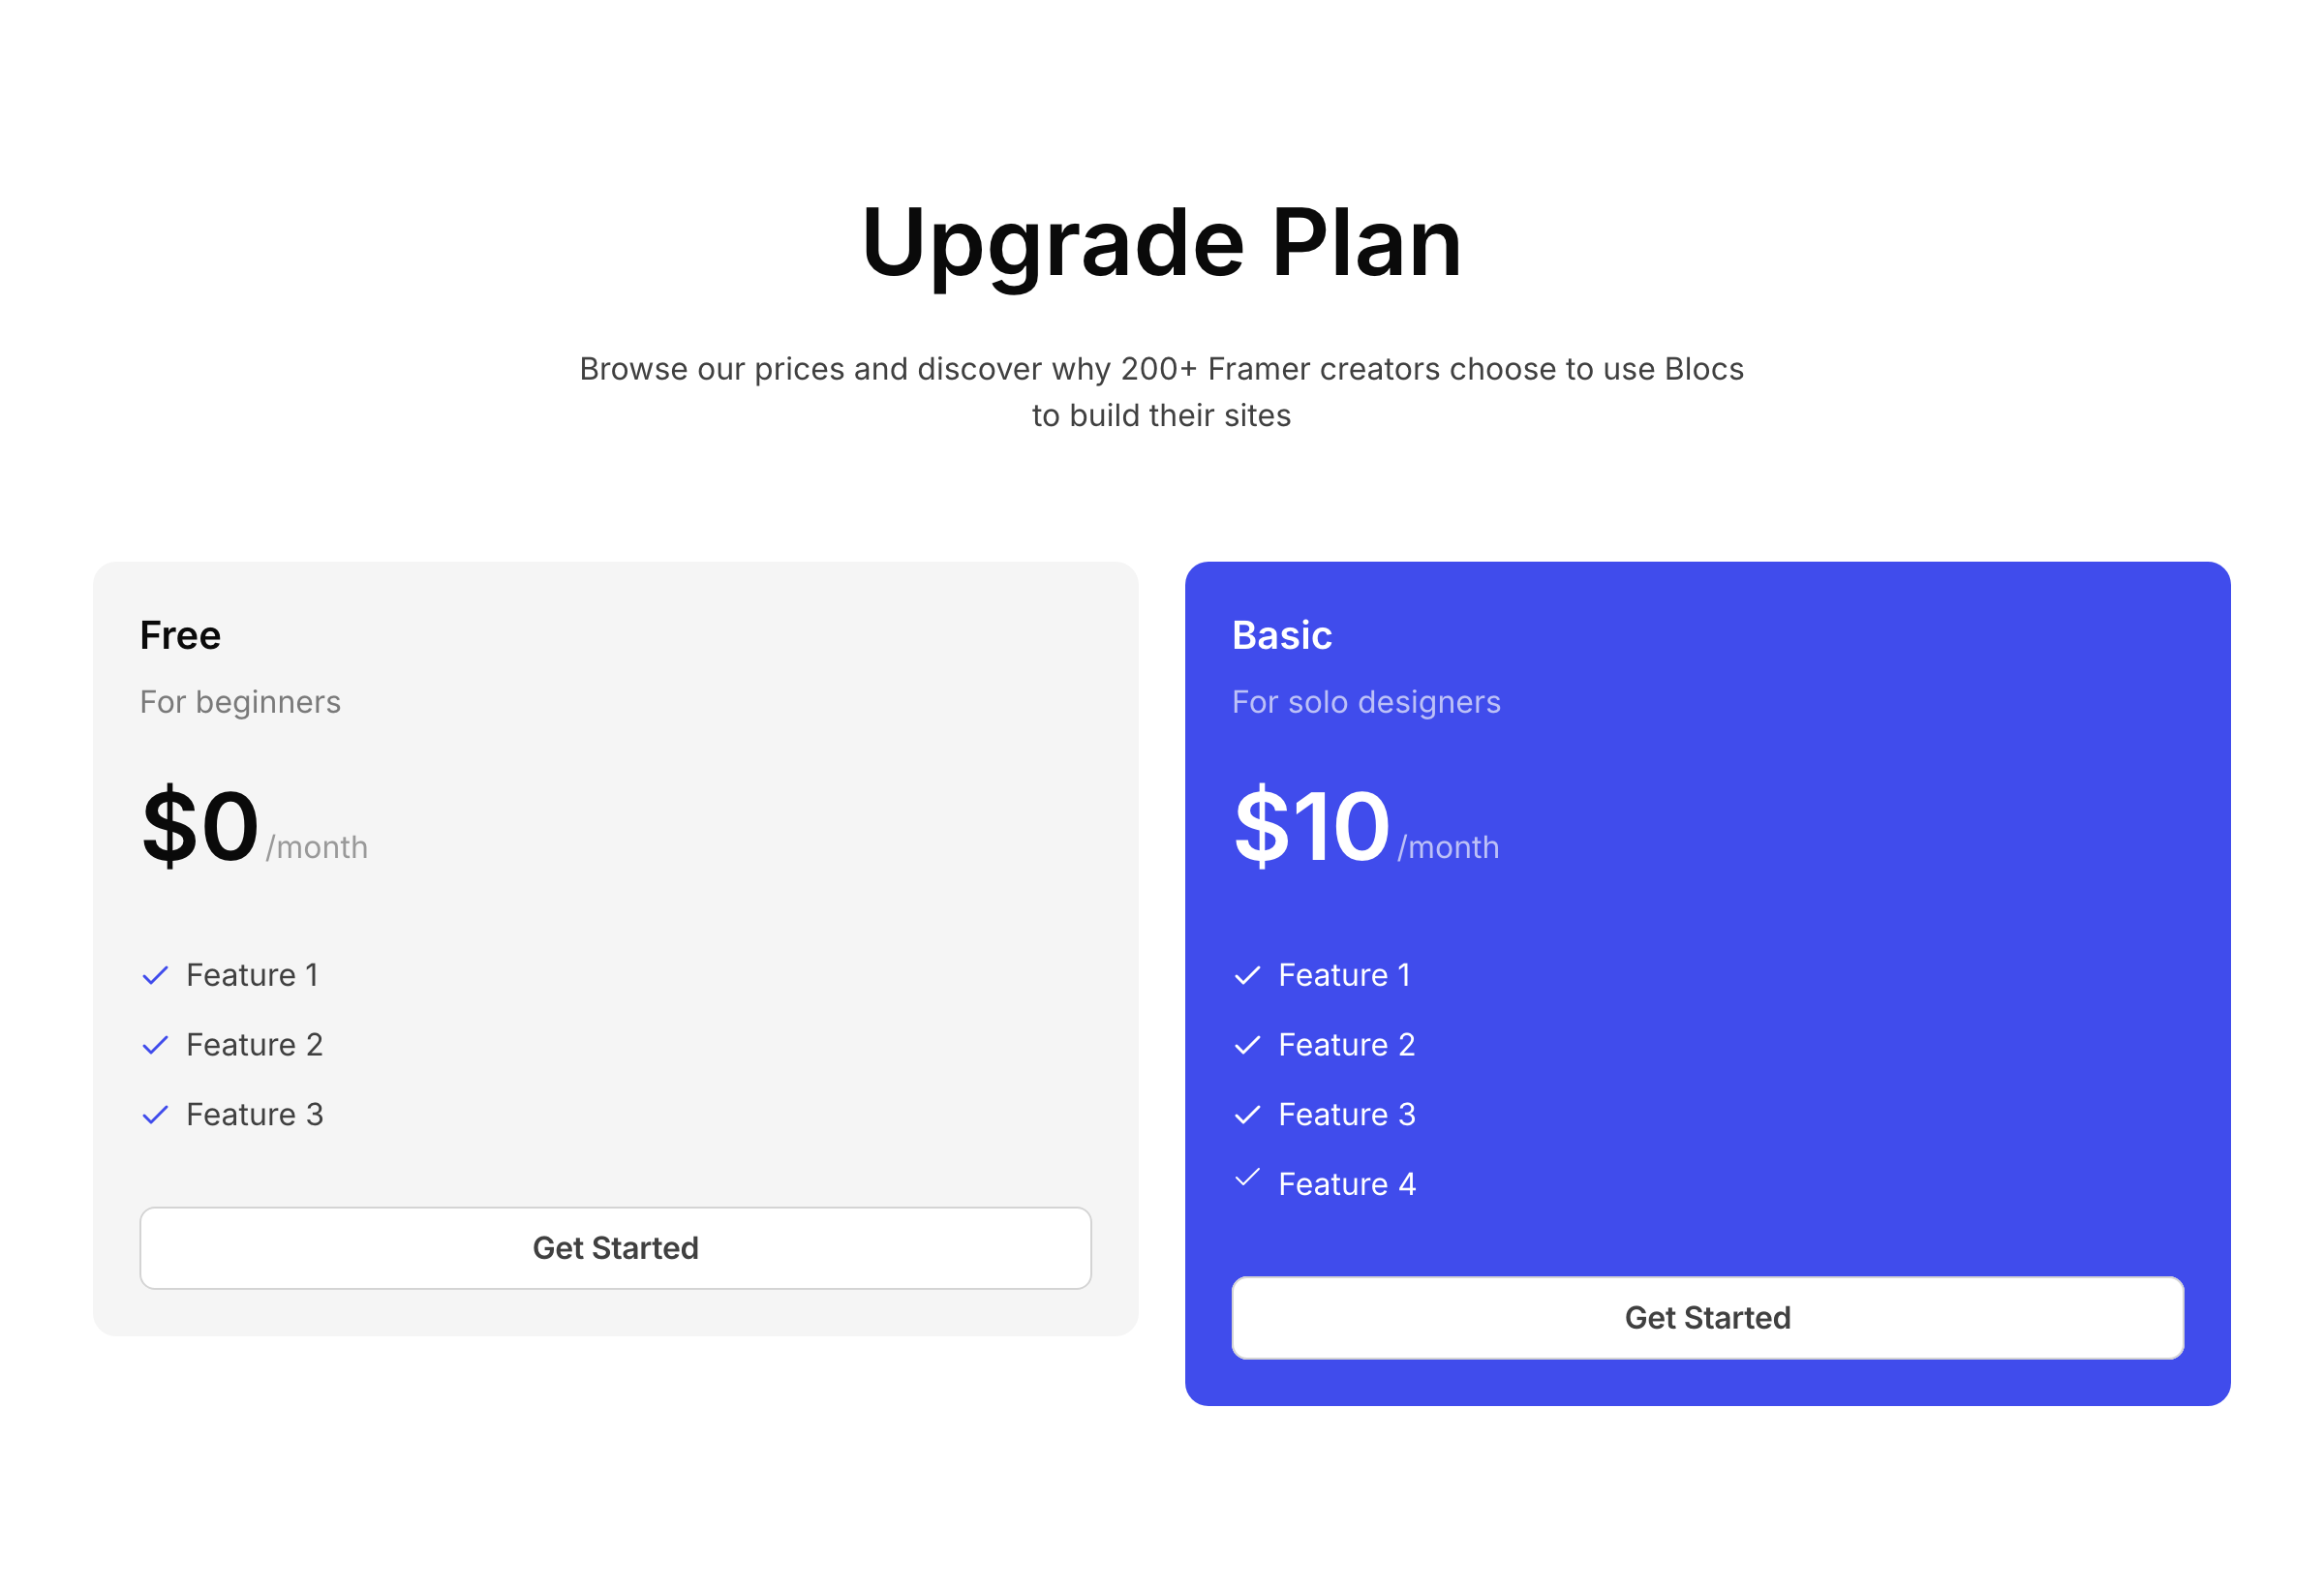 Upgrade Plan
Browse our prices and discover why 200+ Framer creators choose to use Blocs
to build their sites
Free
For beginners
$0/month
Feature 1
Feature 2
Feature 3
Get Started
Basic
For solo designers
$10/month
Feature 1
Feature 2
Feature 3
Feature 4
Get Started